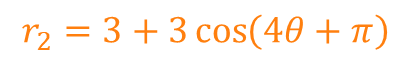 r₂ = 3 + 3 cos(4θ + π)